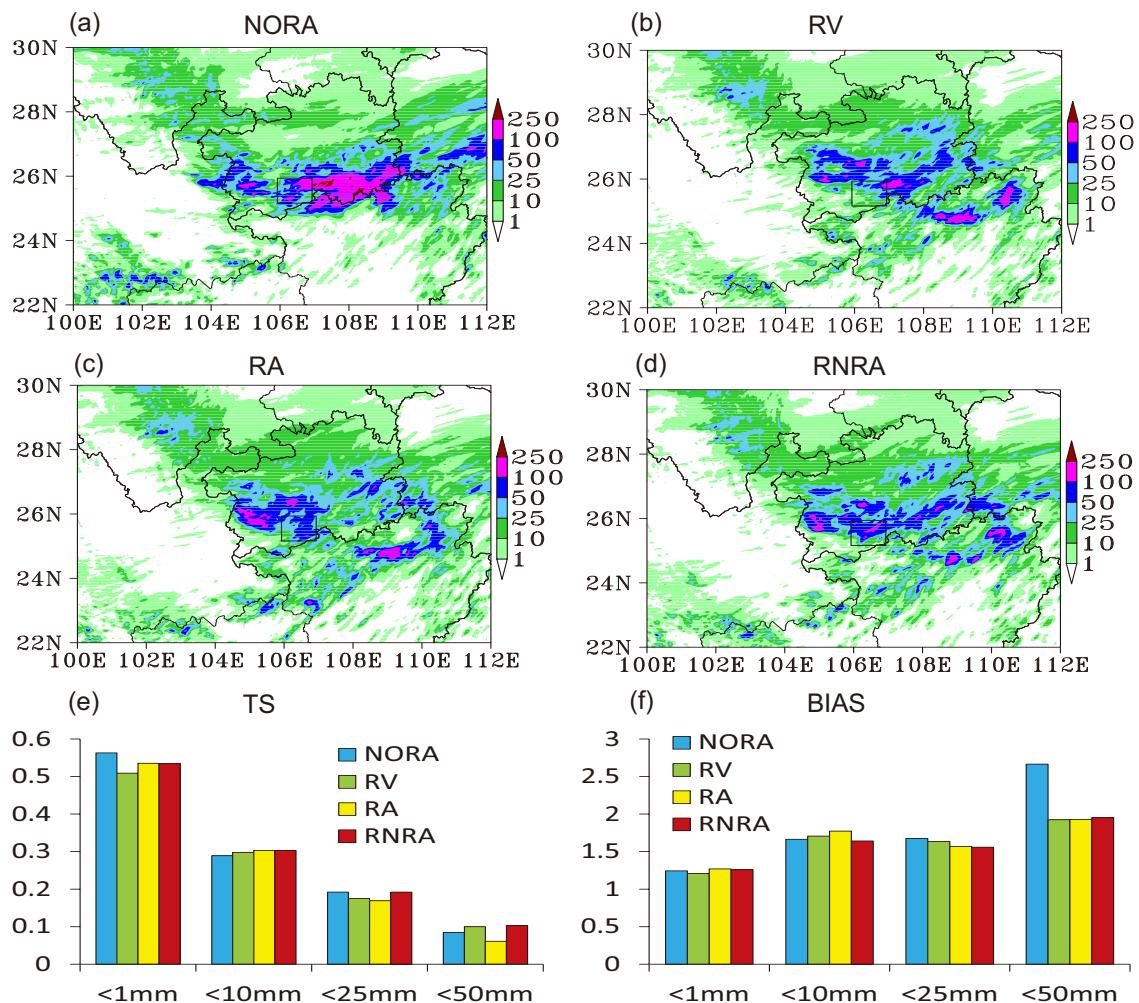 (a) NORA
30N
28N
26N
24N
22N
100E 102E 104E 106E 108E 110E 112E
250
100
50
25
10
1
(b) RV
30N
28N
26N
24N
22N
100E 102E 104E 106E 108E 110E 112E
250
100
50
25
10
1
(c) RA
30N
28N
26N
24N
22N
100E 102E 104E 106E 108E 110E 112E
250
100
50
25
10
1
(d) RNRA
30N
28N
26N
24N
22N
100E 102E 104E 106E 108E 110E 112E
250
100
50
25
10
1
(e) TS
0.6
0.5
0.4
0.3
0.2
0.1
0
NORA
RV
RA
RNRA
<1mm <10mm <25mm <50mm
(f) BIAS
3
2.5
2
1.5
1
0.5
0
NORA
RV
RA
RNRA
<1mm <10mm <25mm <50mm